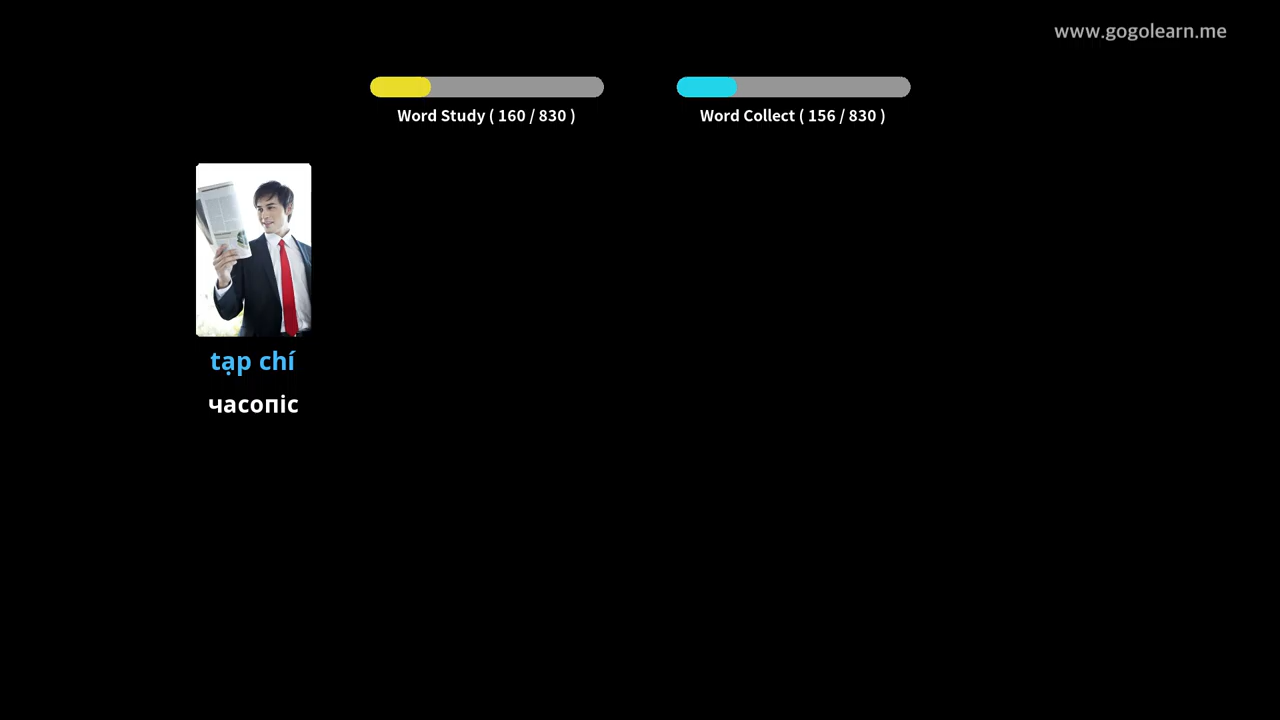 www.gogolearn.me
Word Study ( 160 / 830 )
Word Collect ( 156 / 830 )
tạp chí
часопіс